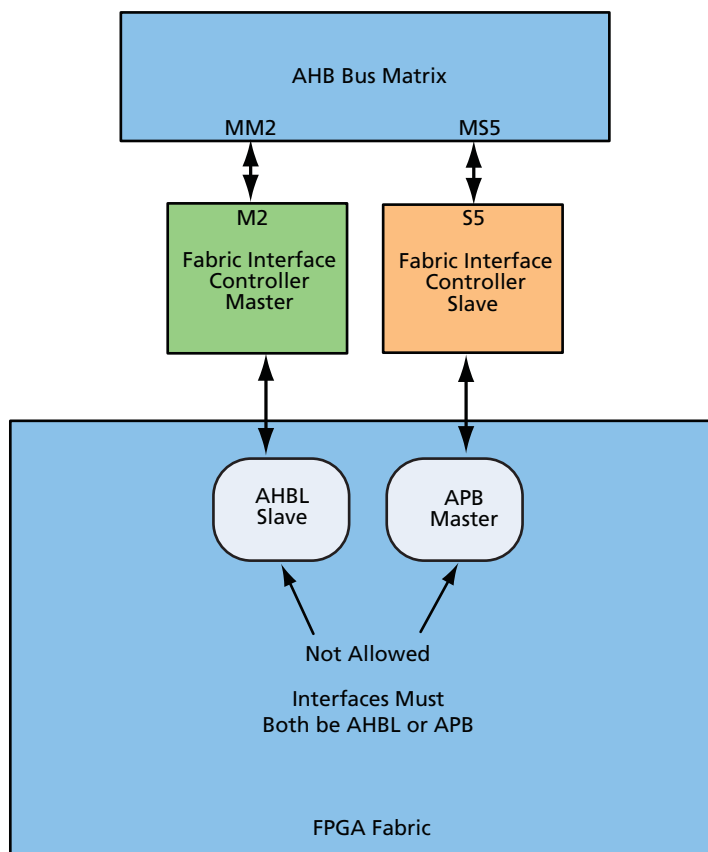 AHB Bus Matrix
MM2
MS5
M2
Fabric Interface
Controller
Master
S5
Fabric Interface
Controller
Slave
AHBL
Slave
APB
Master
Not Allowed
Interfaces Must
Both be AHBL or APB
FPGA Fabric